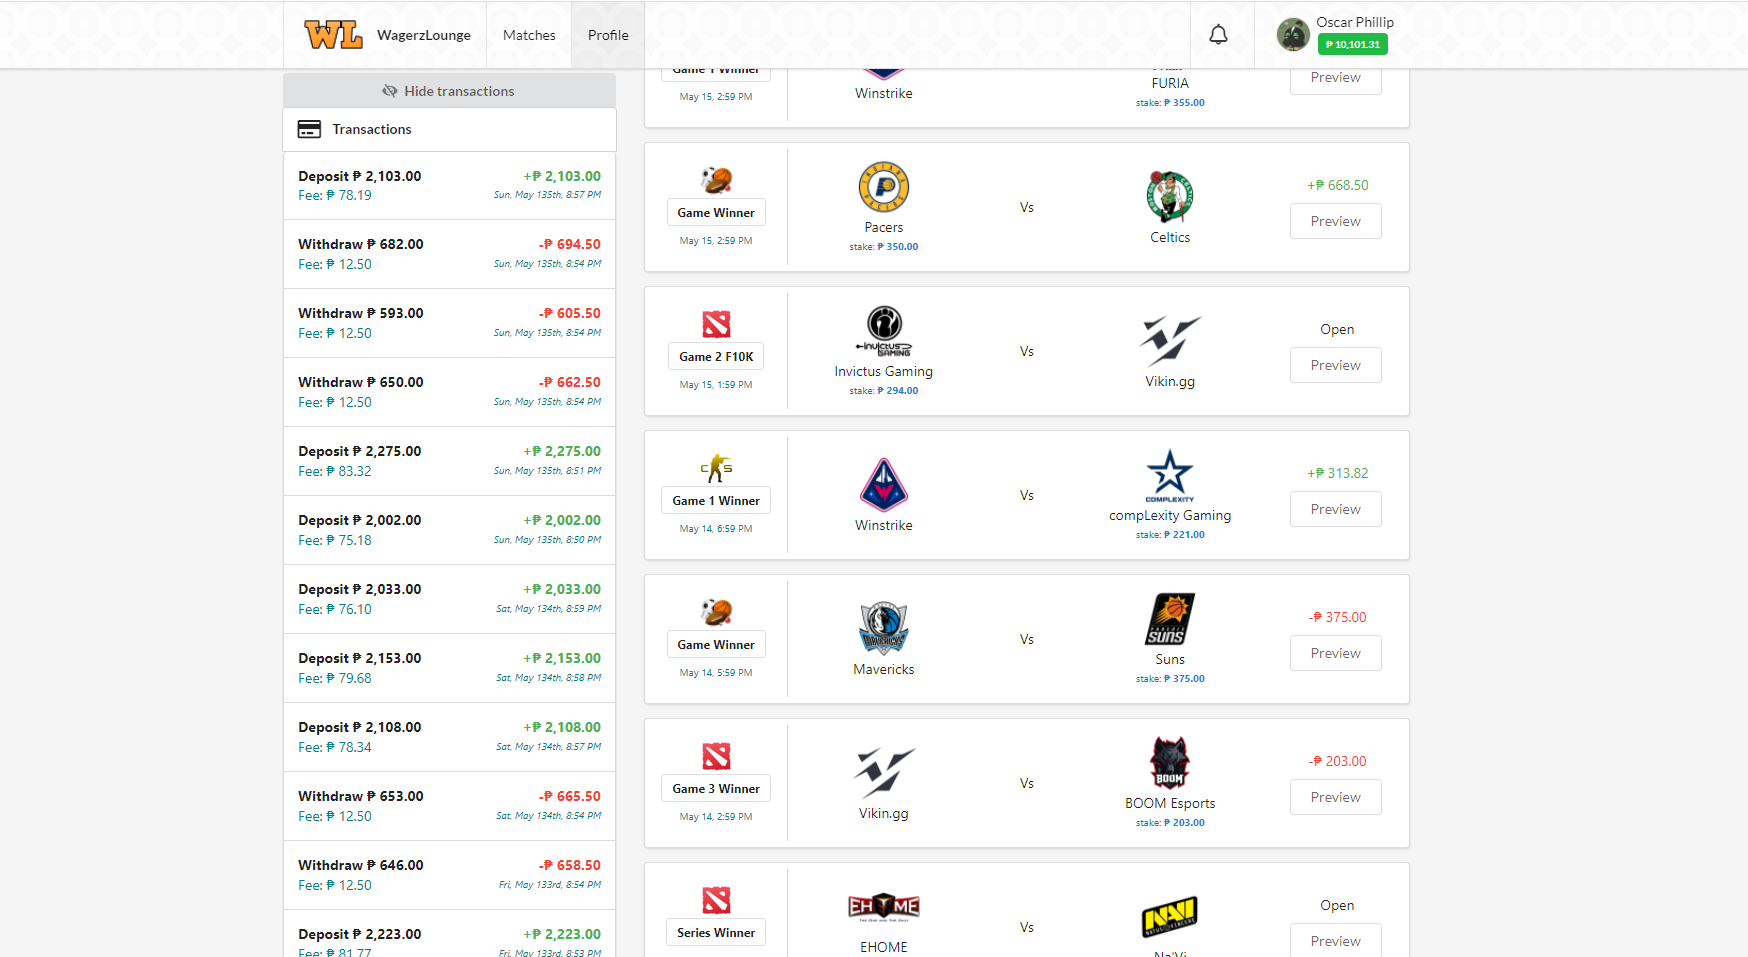 WL WagerzLounge Matches Profile
Oscar Phillip
₱ 10,101.31
Hide transactions
Transactions
Deposit ₱ 2,103.00 +₱ 2,103.00
Fee: ₱ 78.19 Sun, May 135th, 8:57 PM
Withdraw ₱ 682.00 -₱ 694.50
Fee: ₱ 12.50 Sun, May 135th, 8:54 PM
Withdraw ₱ 593.00 -₱ 605.50
Fee: ₱ 12.50 Sun, May 135th, 8:54 PM
Withdraw ₱ 650.00 -₱ 662.50
Fee: ₱ 12.50 Sun, May 135th, 8:54 PM
Deposit ₱ 2,275.00 +₱ 2,275.00
Fee: ₱ 83.32 Sun, May 135th, 8:51 PM
Deposit ₱ 2,002.00 +₱ 2,002.00
Fee: ₱ 75.18 Sun, May 135th, 8:50 PM
Deposit ₱ 2,033.00 +₱ 2,033.00
Fee: ₱ 76.10 Sat, May 134th, 8:59 PM
Deposit ₱ 2,153.00 +₱ 2,153.00
Fee: ₱ 79.68 Sat, May 134th, 8:58 PM
Deposit ₱ 2,108.00 +₱ 2,108.00
Fee: ₱ 78.34 Sat, May 134th, 8:57 PM
Withdraw ₱ 653.00 -₱ 665.50
Fee: ₱ 12.50 Sat, May 134th, 8:54 PM
Withdraw ₱ 646.00 -₱ 658.50
Fee: ₱ 12.50 Fri, May 133rd, 8:54 PM
Deposit ₱ 2,223.00 +₱ 2,223.00
Fee: ₱ 81.77 Fri, May 133rd, 8:53 PM
Game 1 Winner
May 15, 2:59 PM
Winstrike
FURIA
stake: ₱ 355.00
Preview
Game Winner
May 15, 2:59 PM
INDIANA
PACERS
Pacers
stake: ₱ 350.00
Vs
Celtics
+₱ 668.50
Preview
Game 2 F10K
May 15, 1:59 PM
INVICTUS
GAMING
Invictus Gaming
stake: ₱ 294.00
Vs
Vikin.gg
Open
Preview
CS
Game 1 Winner
May 14, 6:59 PM
Winstrike
Vs
COMPLEXITY
compLexity Gaming
stake: ₱ 221.00
+₱ 313.82
Preview
Game Winner
May 14, 5:59 PM
MAVERICKS
Mavericks
Vs
PHOENIX
SUNS
Suns
stake: ₱ 375.00
-₱ 375.00
Preview
Game 3 Winner
May 14, 2:59 PM
Vikin.gg
Vs
BOOM
BOOM Esports
stake: ₱ 203.00
-₱ 203.00
Preview
Series Winner
EHOME
EHOME
Vs
NAVI
NATUS VINCERE
Na'Vi
Open
Preview